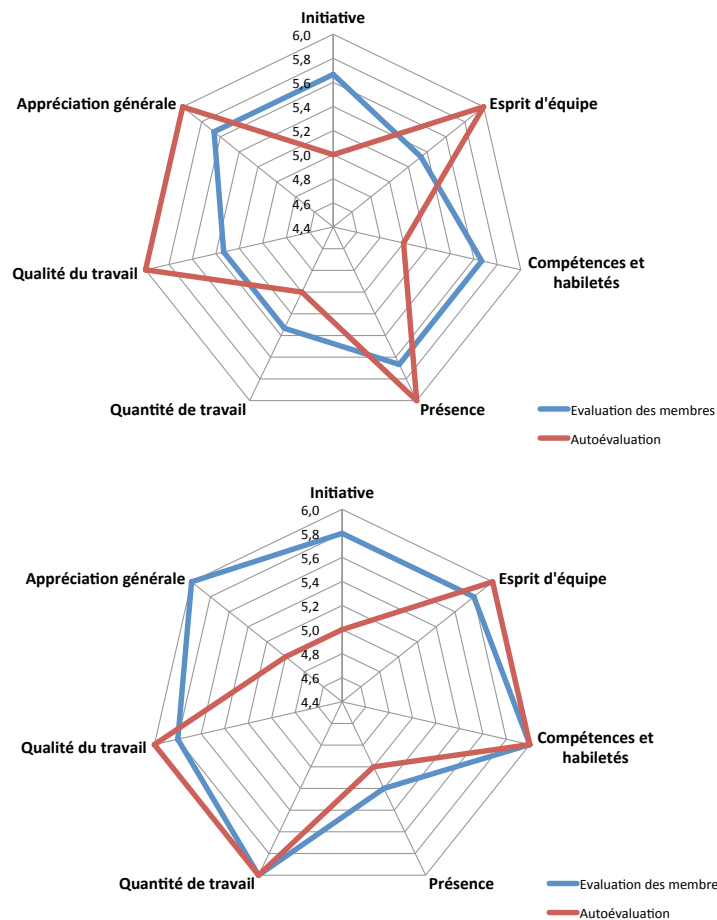 Initiative
6,0
5,8
5,6
5,4
5,2
5,0
4,8
4,6
4,4
Esprit d'équipe
Compétences et
habiletés
Présence
Quantité de travail
Qualité du travail
Appréciation générale
Evaluation des membres
Autoévaluation
Initiative
6,0
5,8
5,6
5,4
5,2
5,0
4,8
4,6
4,4
Esprit d'équipe
Compétences et
habiletés
Présence
Quantité de travail
Qualité du travail
Appréciation générale
Evaluation des membre
Autoévaluation